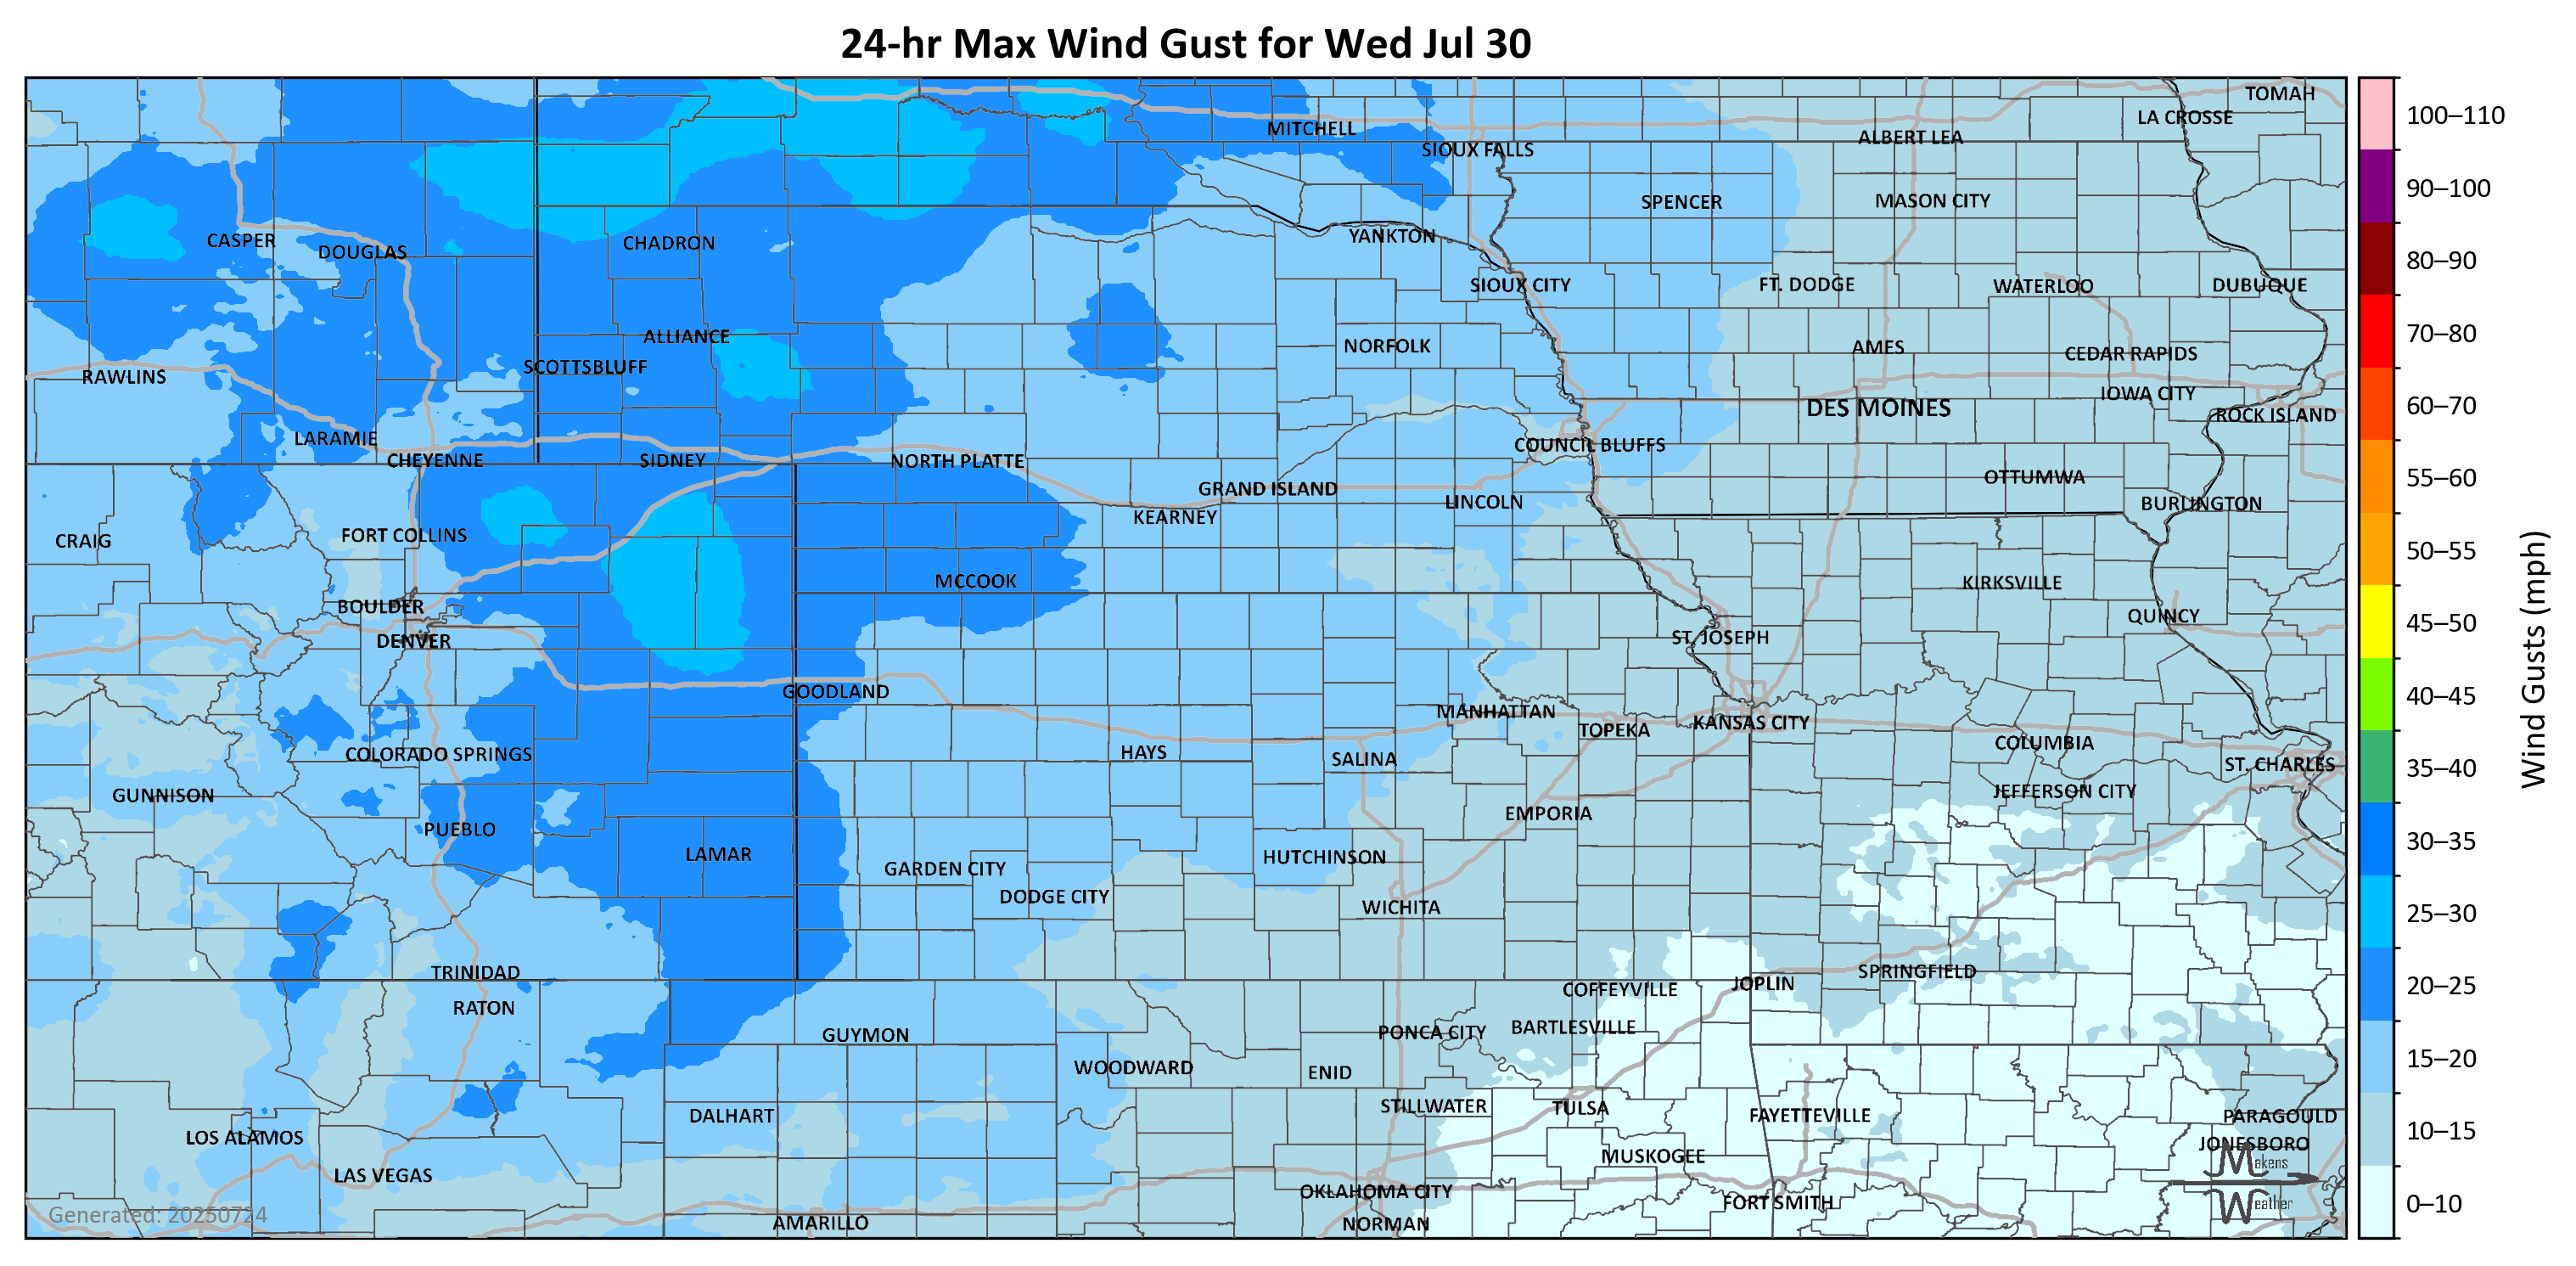 24-hr Max Wind Gust for Wed Jul 30
TOMAH
LA CROSSE
MITCHELL
ALBERT LEA
SIOUX FALLS
SPENCER
MASON CITY
CASPER
DOUGLAS
CHADRON
YANKTON
SIOUX CITY
FT. DODGE
WATERLOO
DUBUQUE
ALLIANCE
NORFOLK
AMES
CEDAR RAPIDS
SCOTTSBLUFF
RAWLINS
IOWA CITY
DES MOINES
ROCK ISLAND
LARAMIE
COUNCIL BLUFFS
CHEYENNE
SIDNEY
NORTH PLATTE
OTTUMWA
GRAND ISLAND
LINCOLN
BURLINGTON
KEARNEY
CRAIG
FORT COLLINS
MCCOOK
KIRKSVILLE
BOULDER
QUINCY
DENVER
ST. JOSEPH
GOODLAND
MANHATTAN
TOPEKA
KANSAS CITY
COLORADO SPRINGS
HAYS
SALINA
COLUMBIA
ST. CHARLES
GUNNISON
JEFFERSON CITY
EMPORIA
PUEBLO
LAMAR
HUTCHINSON
GARDEN CITY
DODGE CITY
WICHITA
TRINIDAD
SPRINGFIELD
JOPLIN
COFFEYVILLE
RATON
BARTLESVILLE
PONCA CITY
GUYMON
WOODWARD
ENID
STILLWATER
TULSA
DALHART
FAYETTEVILLE
PARAGOULD
LOS ALAMOS
JONESBORO
MUSKOGEE
LAS VEGAS
OKLAHOMA CITY
FORT SMITH
AMARILLO
NORMAN
Makens
Weather
Generated: 20250724
100–110
90–100
80–90
70–80
60–70
55–60
50–55
45–50
40–45
35–40
30–35
25–30
20–25
15–20
10–15
0–10
Wind Gusts (mph)